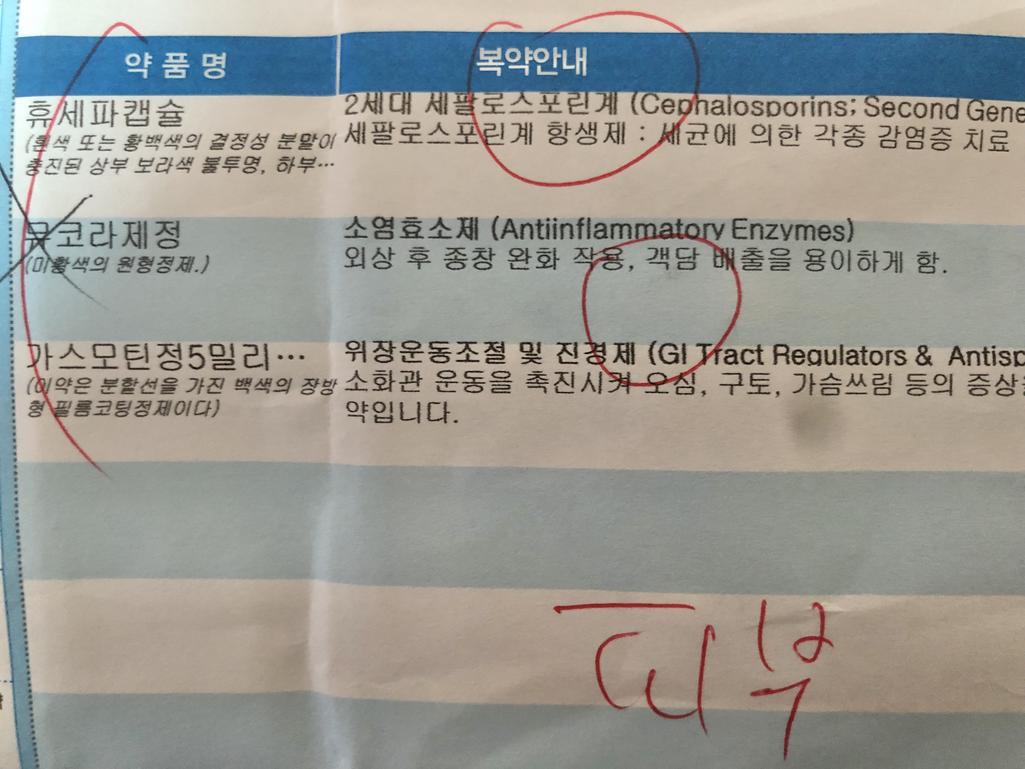 약품명 복약안내
휴세파캡슐 2세대 세팔로스포린계 (Cephalosporins; Second Gene
(흰색 또는 황백색의 결정성 분말이 세팔로스포린계 항생제 : 세균에 의한 각종 감염증 치료
충진된 상부 보라색 불투명, 하부…
뮤코라제정 소염효소제 (Antiinflammatory Enzymes)
(미황색의 원형정제.) 외상 후 종창 완화 작용, 객담 배출을 용이하게 함.
가스모틴정5밀리… 위장운동조절 및 진경제 (GI Tract Regulators & Antisp
(이약은 분할선을 가진 백색의 장방 소화관 운동을 촉진시켜 오심, 구토, 가슴쓰림 등의 증상
형 필름코팅정제이다) 약입니다.
피부